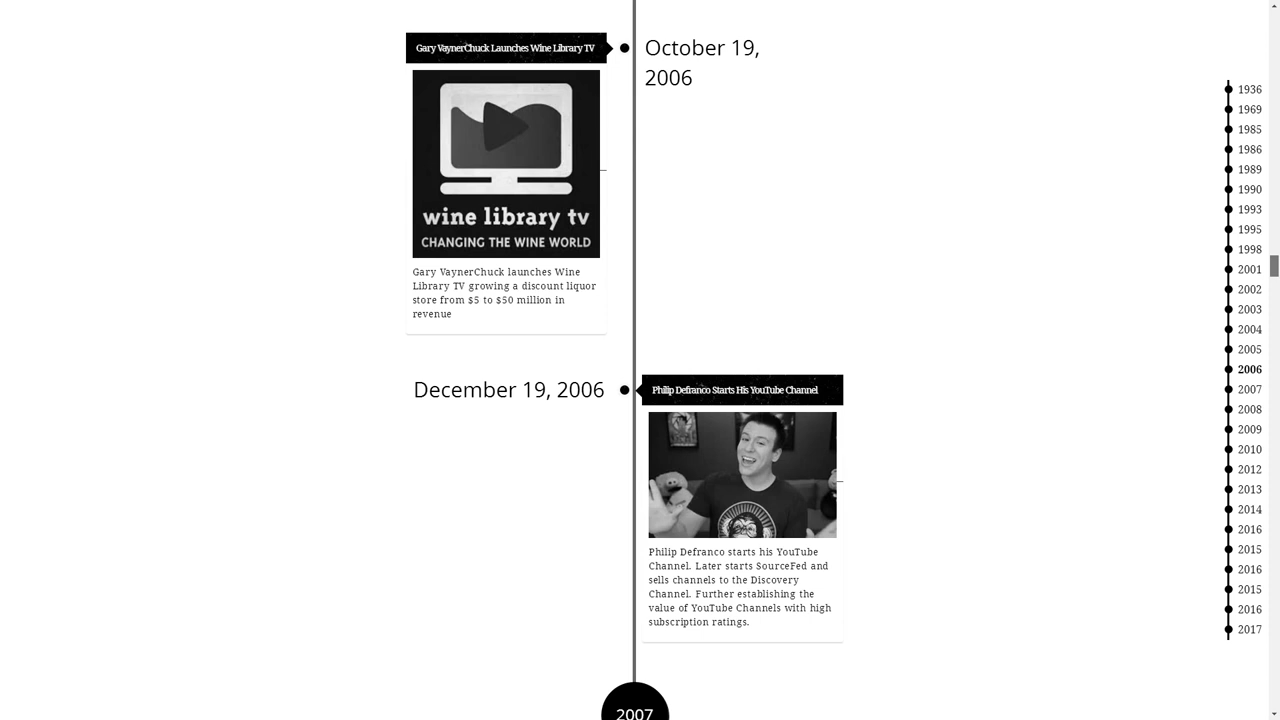 Gary VaynerChuck Launches Wine Library TV
October 19,
2006
wine library tv
CHANGING THE WINE WORLD
Gary VaynerChuck launches Wine
Library TV growing a discount liquor
store from $5 to $50 million in
revenue
December 19, 2006
Philip Defranco Starts His YouTube Channel
Philip Defranco starts his YouTube
Channel. Later starts SourceFed and
sells channels to the Discovery
Channel. Further establishing the
value of YouTube Channels with high
subscription ratings.
2007
1936
1969
1985
1986
1989
1990
1993
1995
1998
2001
2002
2003
2004
2005
2006
2007
2008
2009
2010
2012
2013
2014
2016
2015
2016
2015
2016
2017